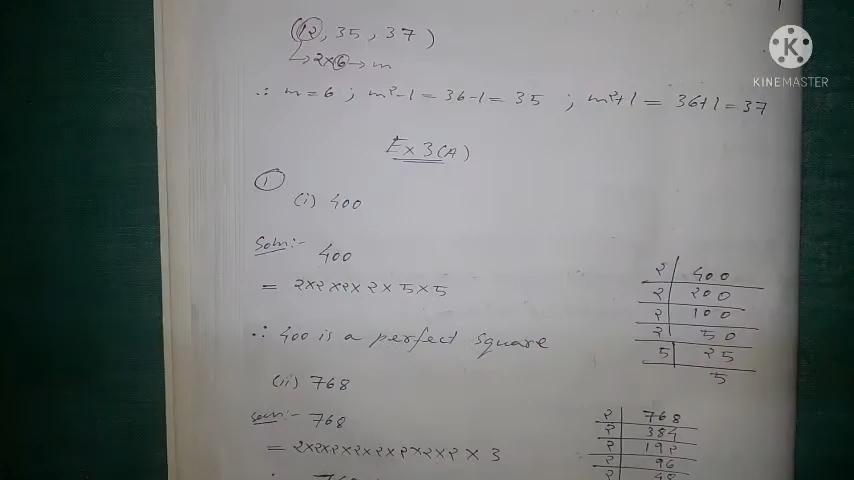 (12, 35, 37)
↳ 2×6 → m
∴ m = 6 ; m²-1 = 36-1 = 35 ; m²+1 = 36+1 = 37
K
KINEMASTER
Ex 3(A)
① 
(i) 400
Soln:- 400
= 2×2×2×2×5×5
∴ 400 is a perfect square
2 | 400
2 | 200
2 | 100
2 | 50
5 | 25
5
(ii) 768
Soln:- 768
= 2×2×2×2×2×2×2×2×3
2 | 768
2 | 384
2 | 192
2 | 96
2 | 48